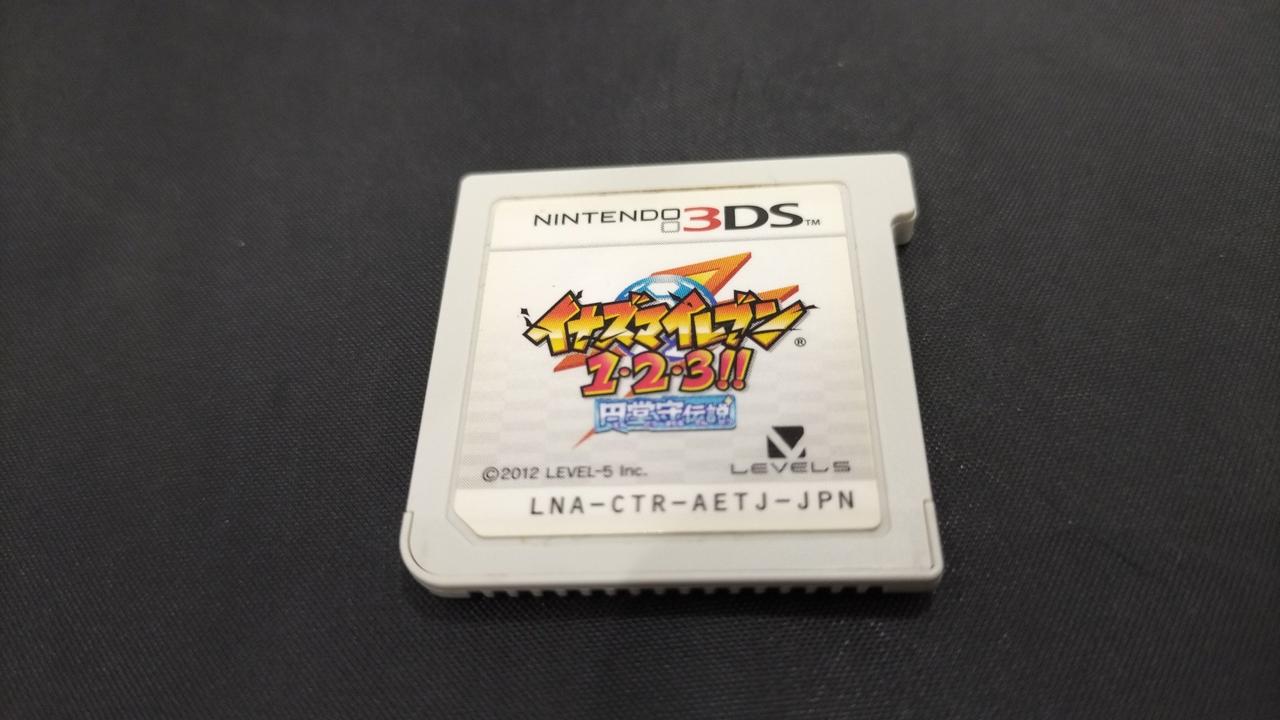 NINTENDO 3DS™
イナズマイレブン®
1・2・3!!
円堂守伝説
©2012 LEVEL-5 Inc.
LEVEL5
LNA-CTR-AETJ-JPN